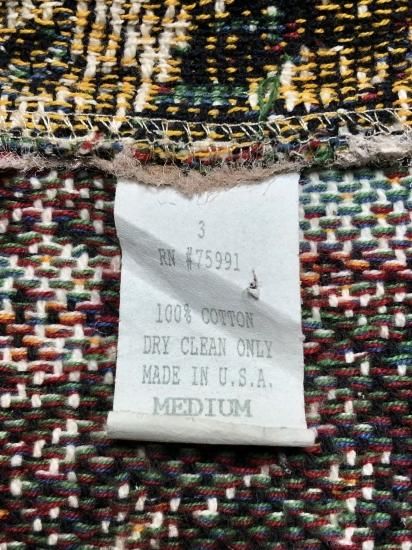 3
RN #75991
100% COTTON
DRY CLEAN ONLY
MADE IN U.S.A.
MEDIUM